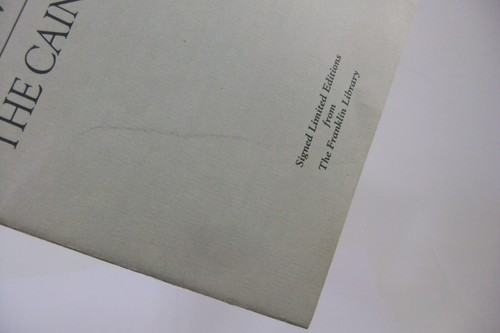 THE CAIN
Signed Limited Editions
from
The Franklin Library